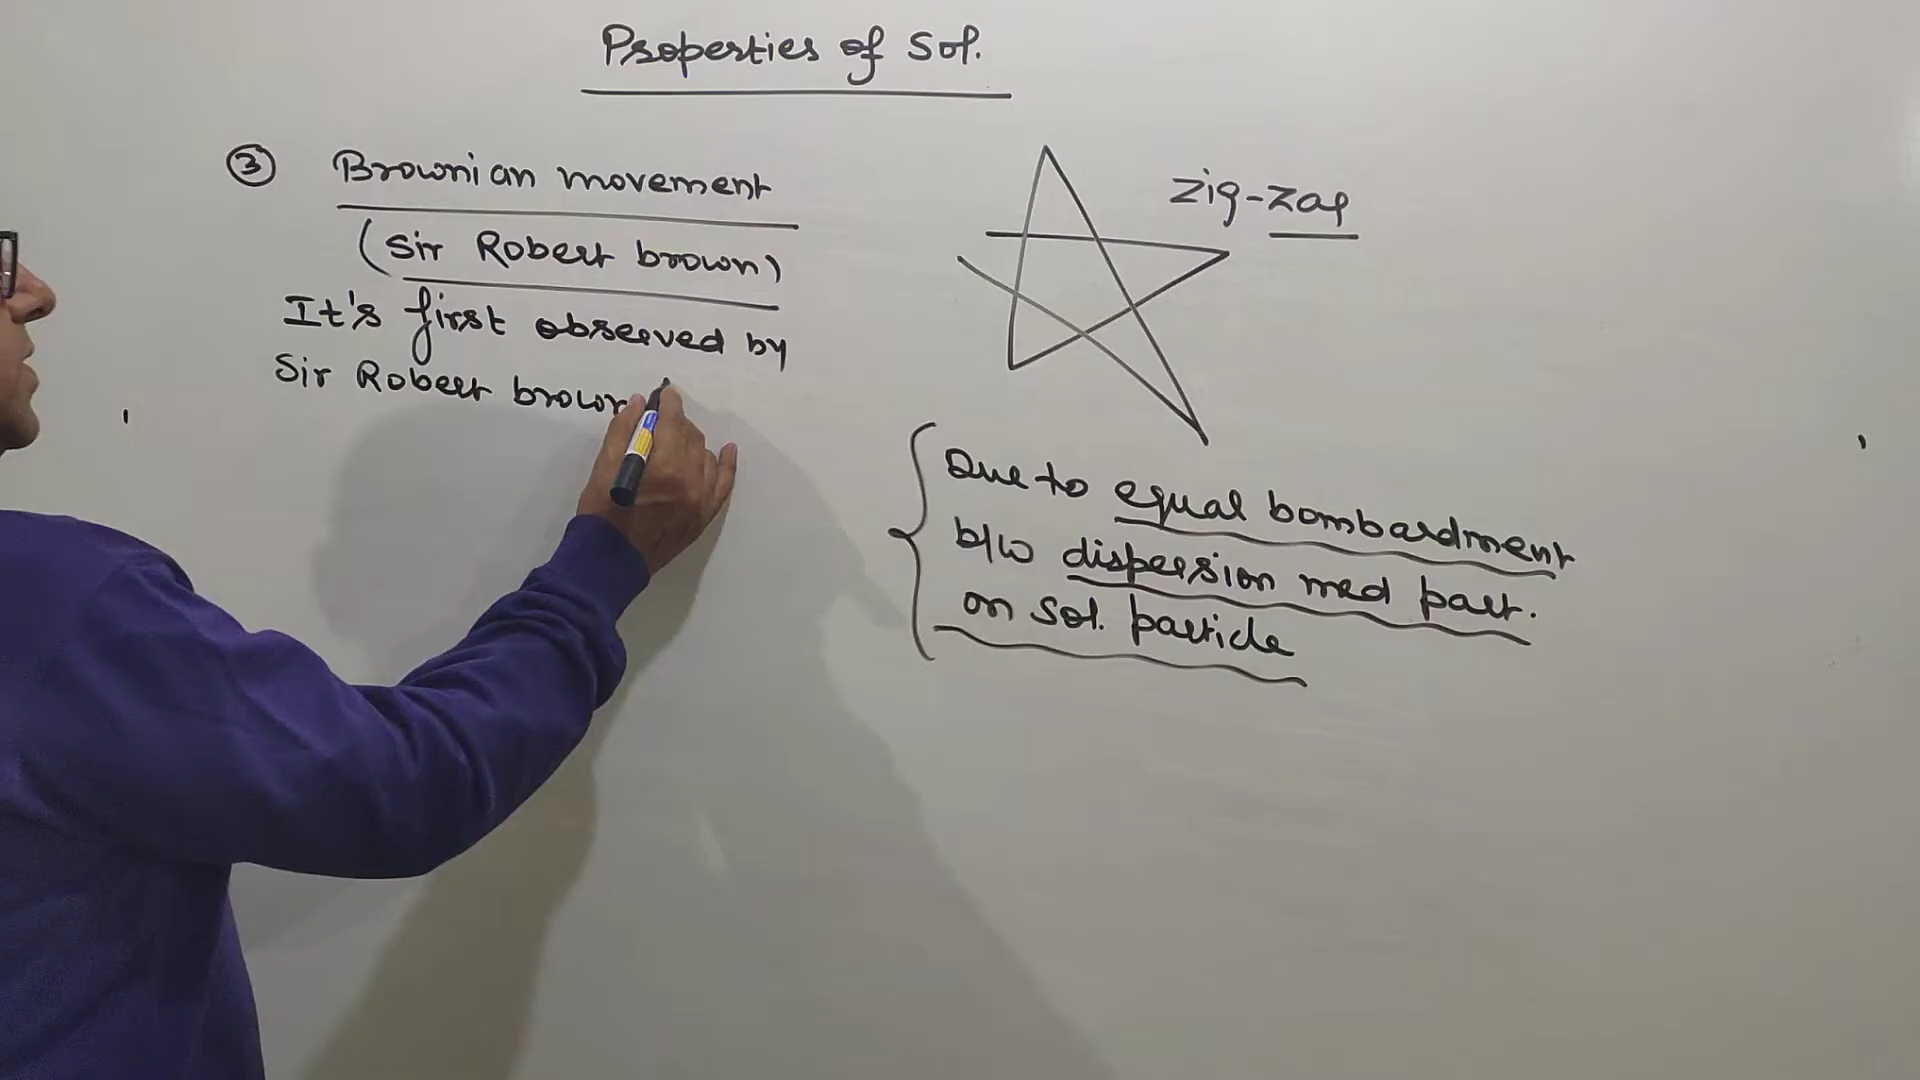 Properties of Sol.
③ Brownian movement
(Sir Robert brown)
It's first observed by
Sir Robert brown
zig-zag
Due to equal bombardment
b/w dispersion med part.
on Sol. particle